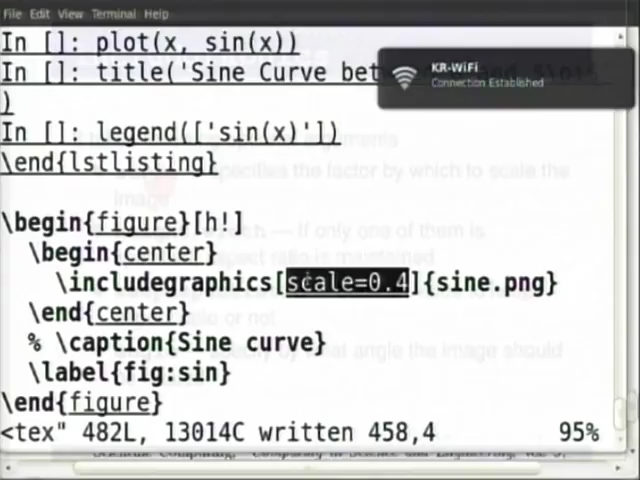 File Edit View Terminal Help
In []: plot(x, sin(x))
In []: title('Sine Curve
)
KR-WiFi
Connection Established
In []: legend(['sin(x)'])
\end{lstlisting}
\begin{figure}[h!]
\begin{center}
\includegraphics[scale=0.4]{sine.png}
\end{center}
% \caption{Sine curve}
\label{fig:sin}
\end{figure}
<tex" 482L, 13014C written 458,4 95%